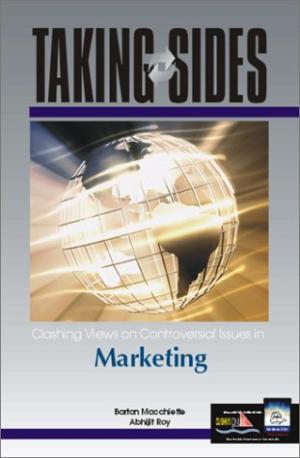 TAKING SIDES
Clashing Views on Controversial Issues in
Marketing
Barton Macchiette
Abhijit Roy